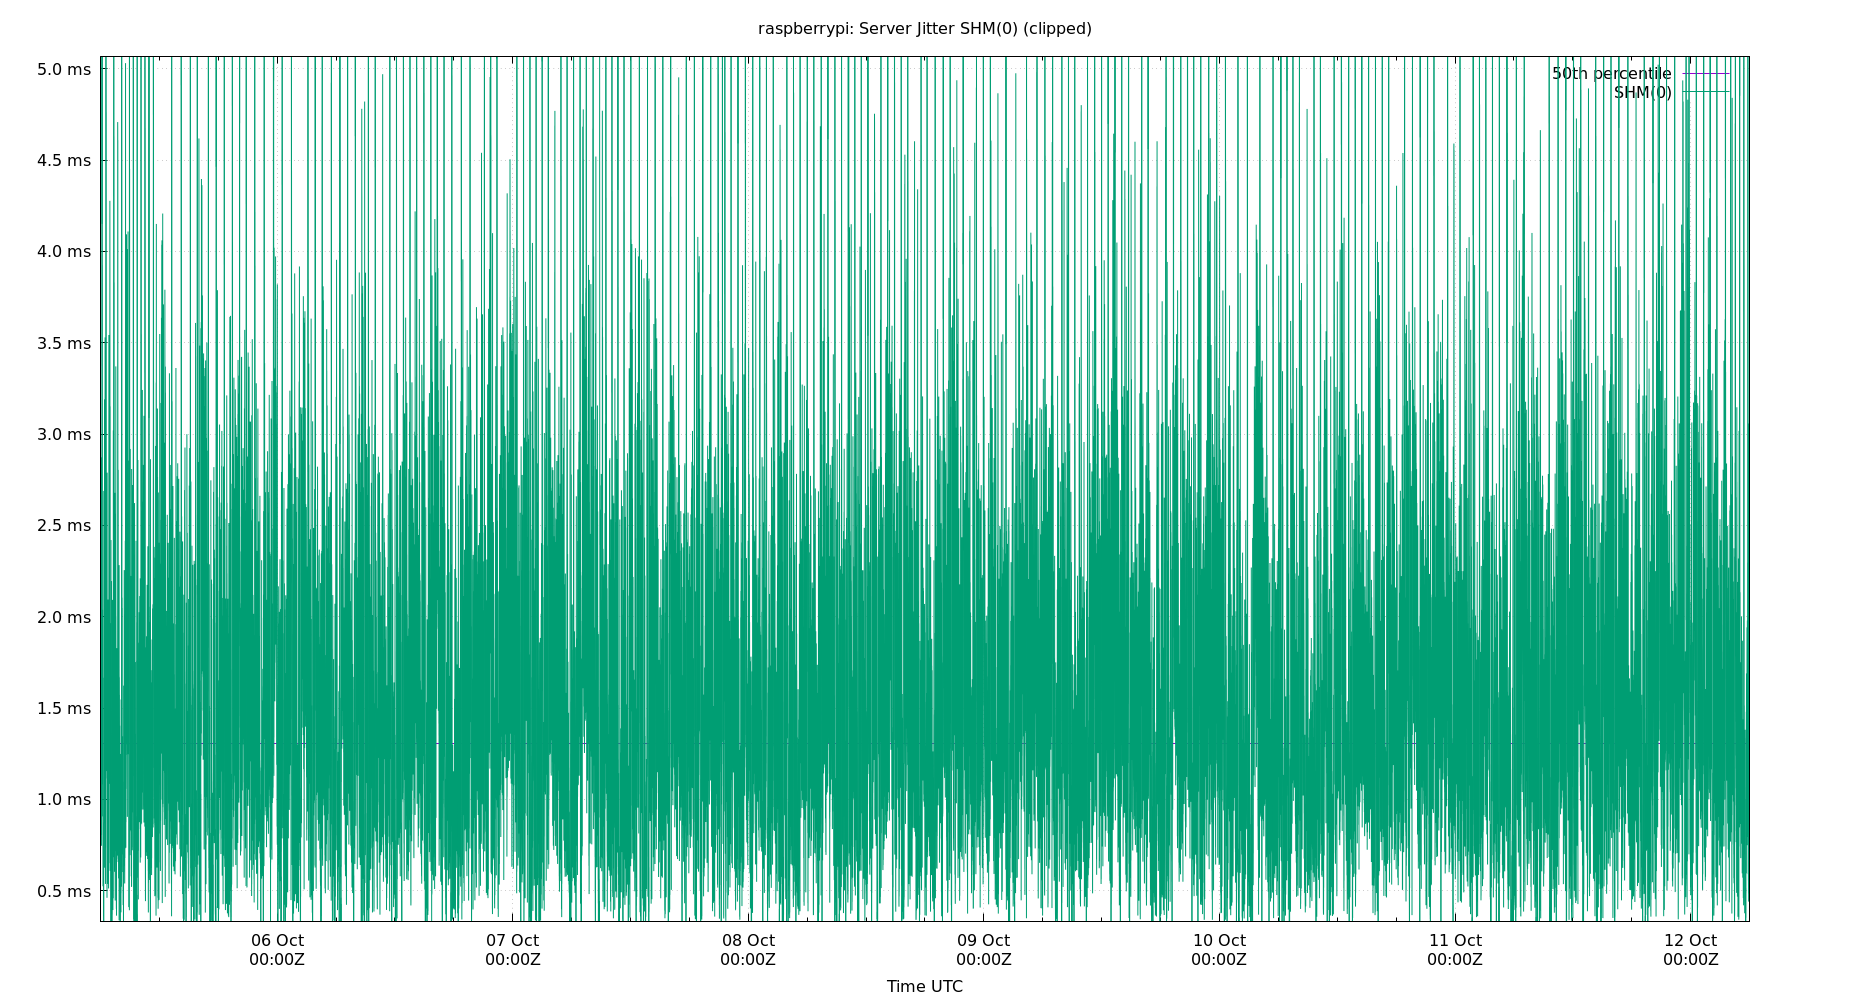 raspberrypi: Server Jitter SHM(0) (clipped)
5.0 ms
50th percentile
SHM(0)
4.5 ms
4.0 ms
3.5 ms
3.0 ms
2.5 ms
2.0 ms
1.5 ms
1.0 ms
0.5 ms
06 Oct 07 Oct 08 Oct 09 Oct 10 Oct 11 Oct 12 Oct
00:00Z 00:00Z 00:00Z 00:00Z 00:00Z 00:00Z 00:00Z
Time UTC